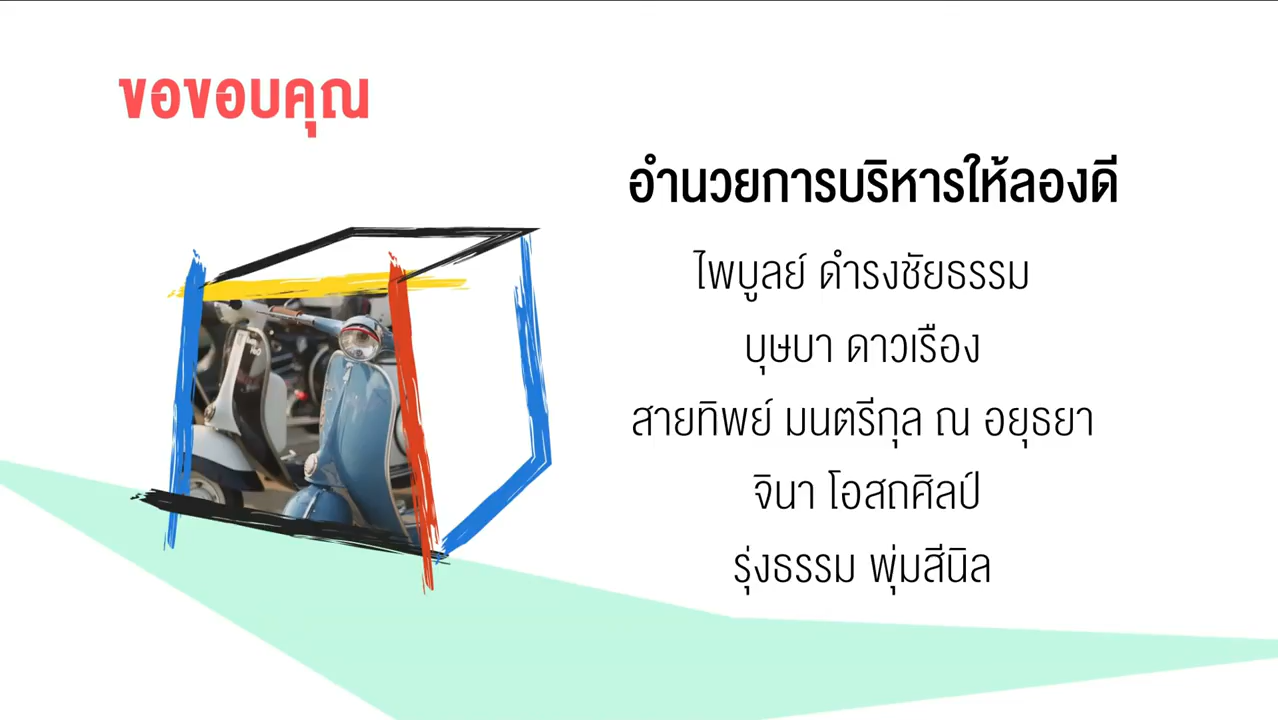 ขอขอบคุณ
อำนวยการบริหารให้ลองดี
ไพบูลย์ ดำรงชัยธรรม
บุษบา ดาวเรือง
สายทิพย์ มนตรีกุล ณ อยุธยา
จินา โอสถศิลป์
รุ่งธรรม พุ่มสีนิล